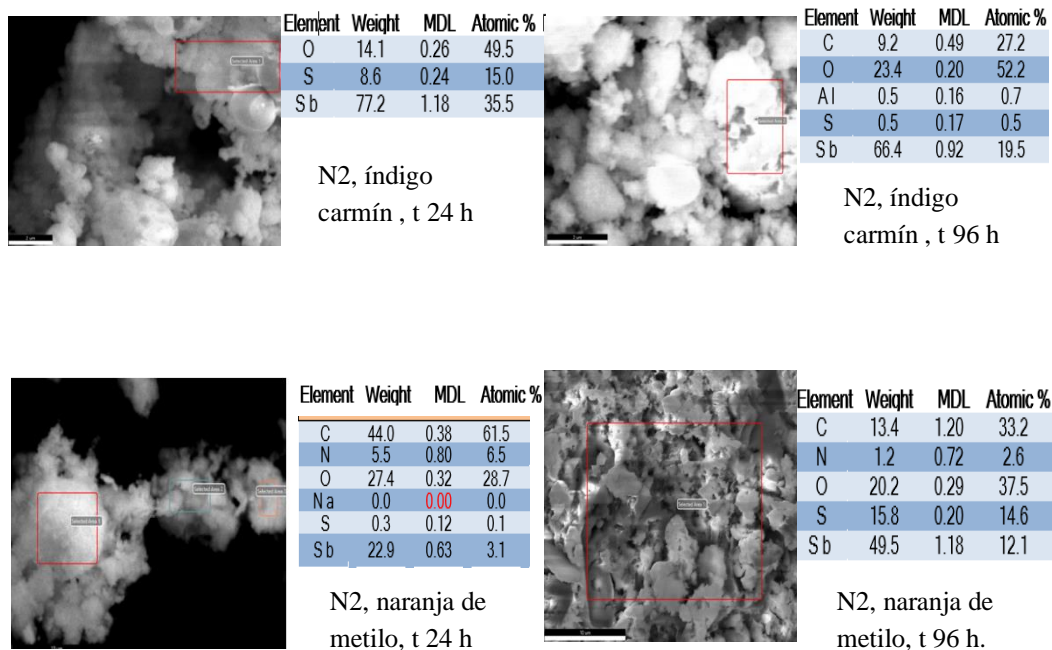 Element Weight MDL Atomic %
O 14.1 0.26 49.5
S 8.6 0.24 15.0
Sb 77.2 1.18 35.5
N2, índigo
carmín , t 24 h
Element Weight MDL Atomic %
C 9.2 0.49 27.2
O 23.4 0.20 52.2
Al 0.5 0.16 0.7
S 0.5 0.17 0.5
Sb 66.4 0.92 19.5
N2, índigo
carmín , t 96 h
Element Weight MDL Atomic %
C 44.0 0.38 61.5
N 5.5 0.80 6.5
O 27.4 0.32 28.7
Na 0.0 0.00 0.0
S 0.3 0.12 0.1
Sb 22.9 0.63 3.1
N2, naranja de
metilo, t 24 h
Element Weight MDL Atomic %
C 13.4 1.20 33.2
N 1.2 0.72 2.6
O 20.2 0.29 37.5
S 15.8 0.20 14.6
Sb 49.5 1.18 12.1
N2, naranja de
metilo, t 96 h.